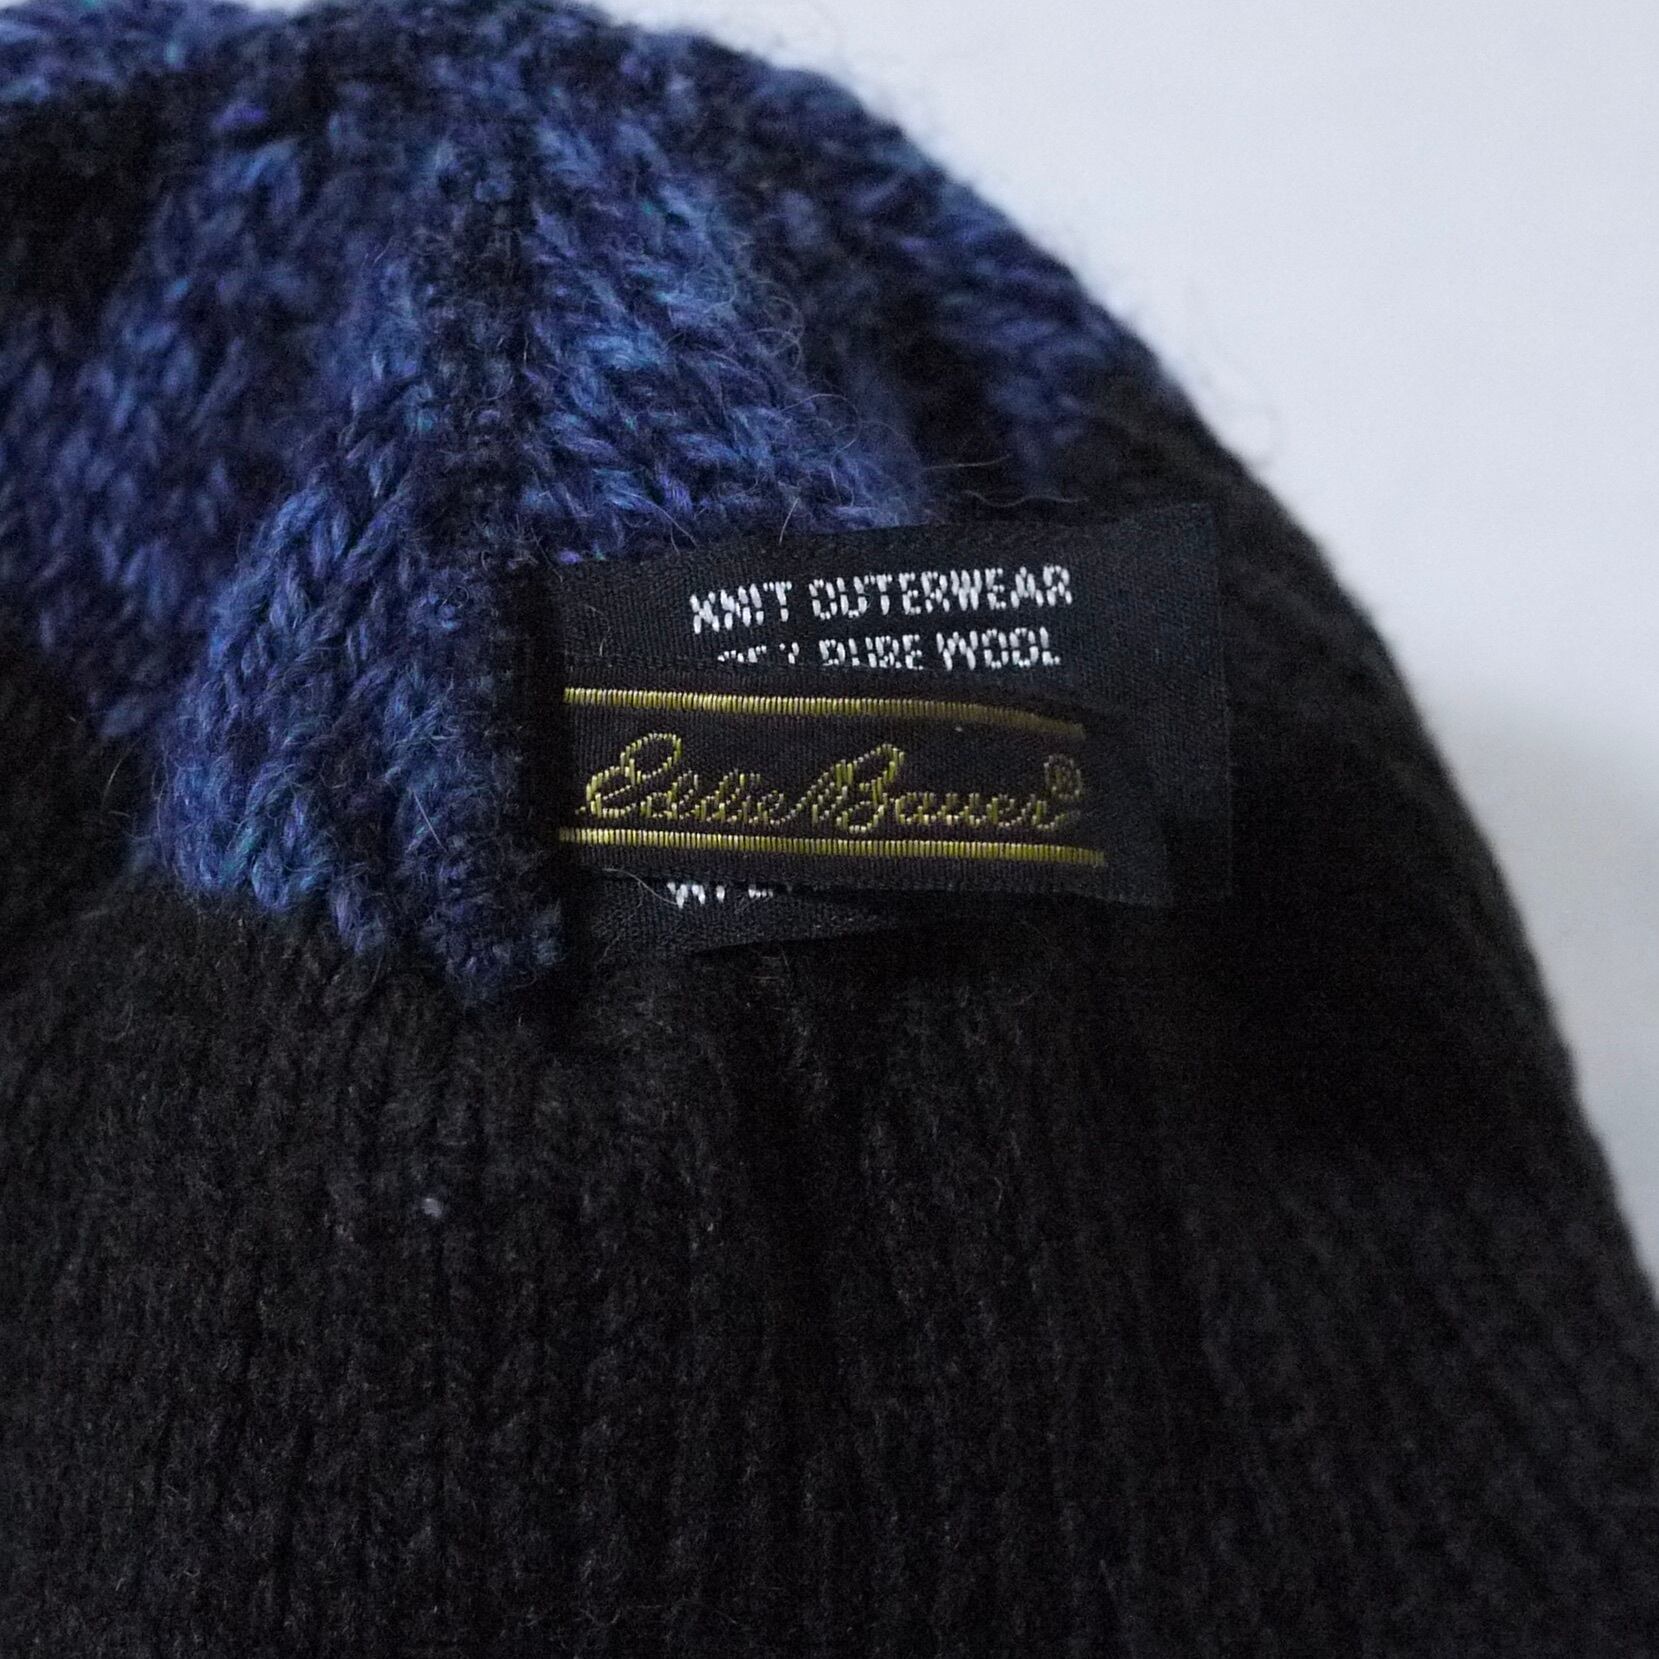 KNIT OUTERWEAR
PURE WOOL
Eddie Bauer®